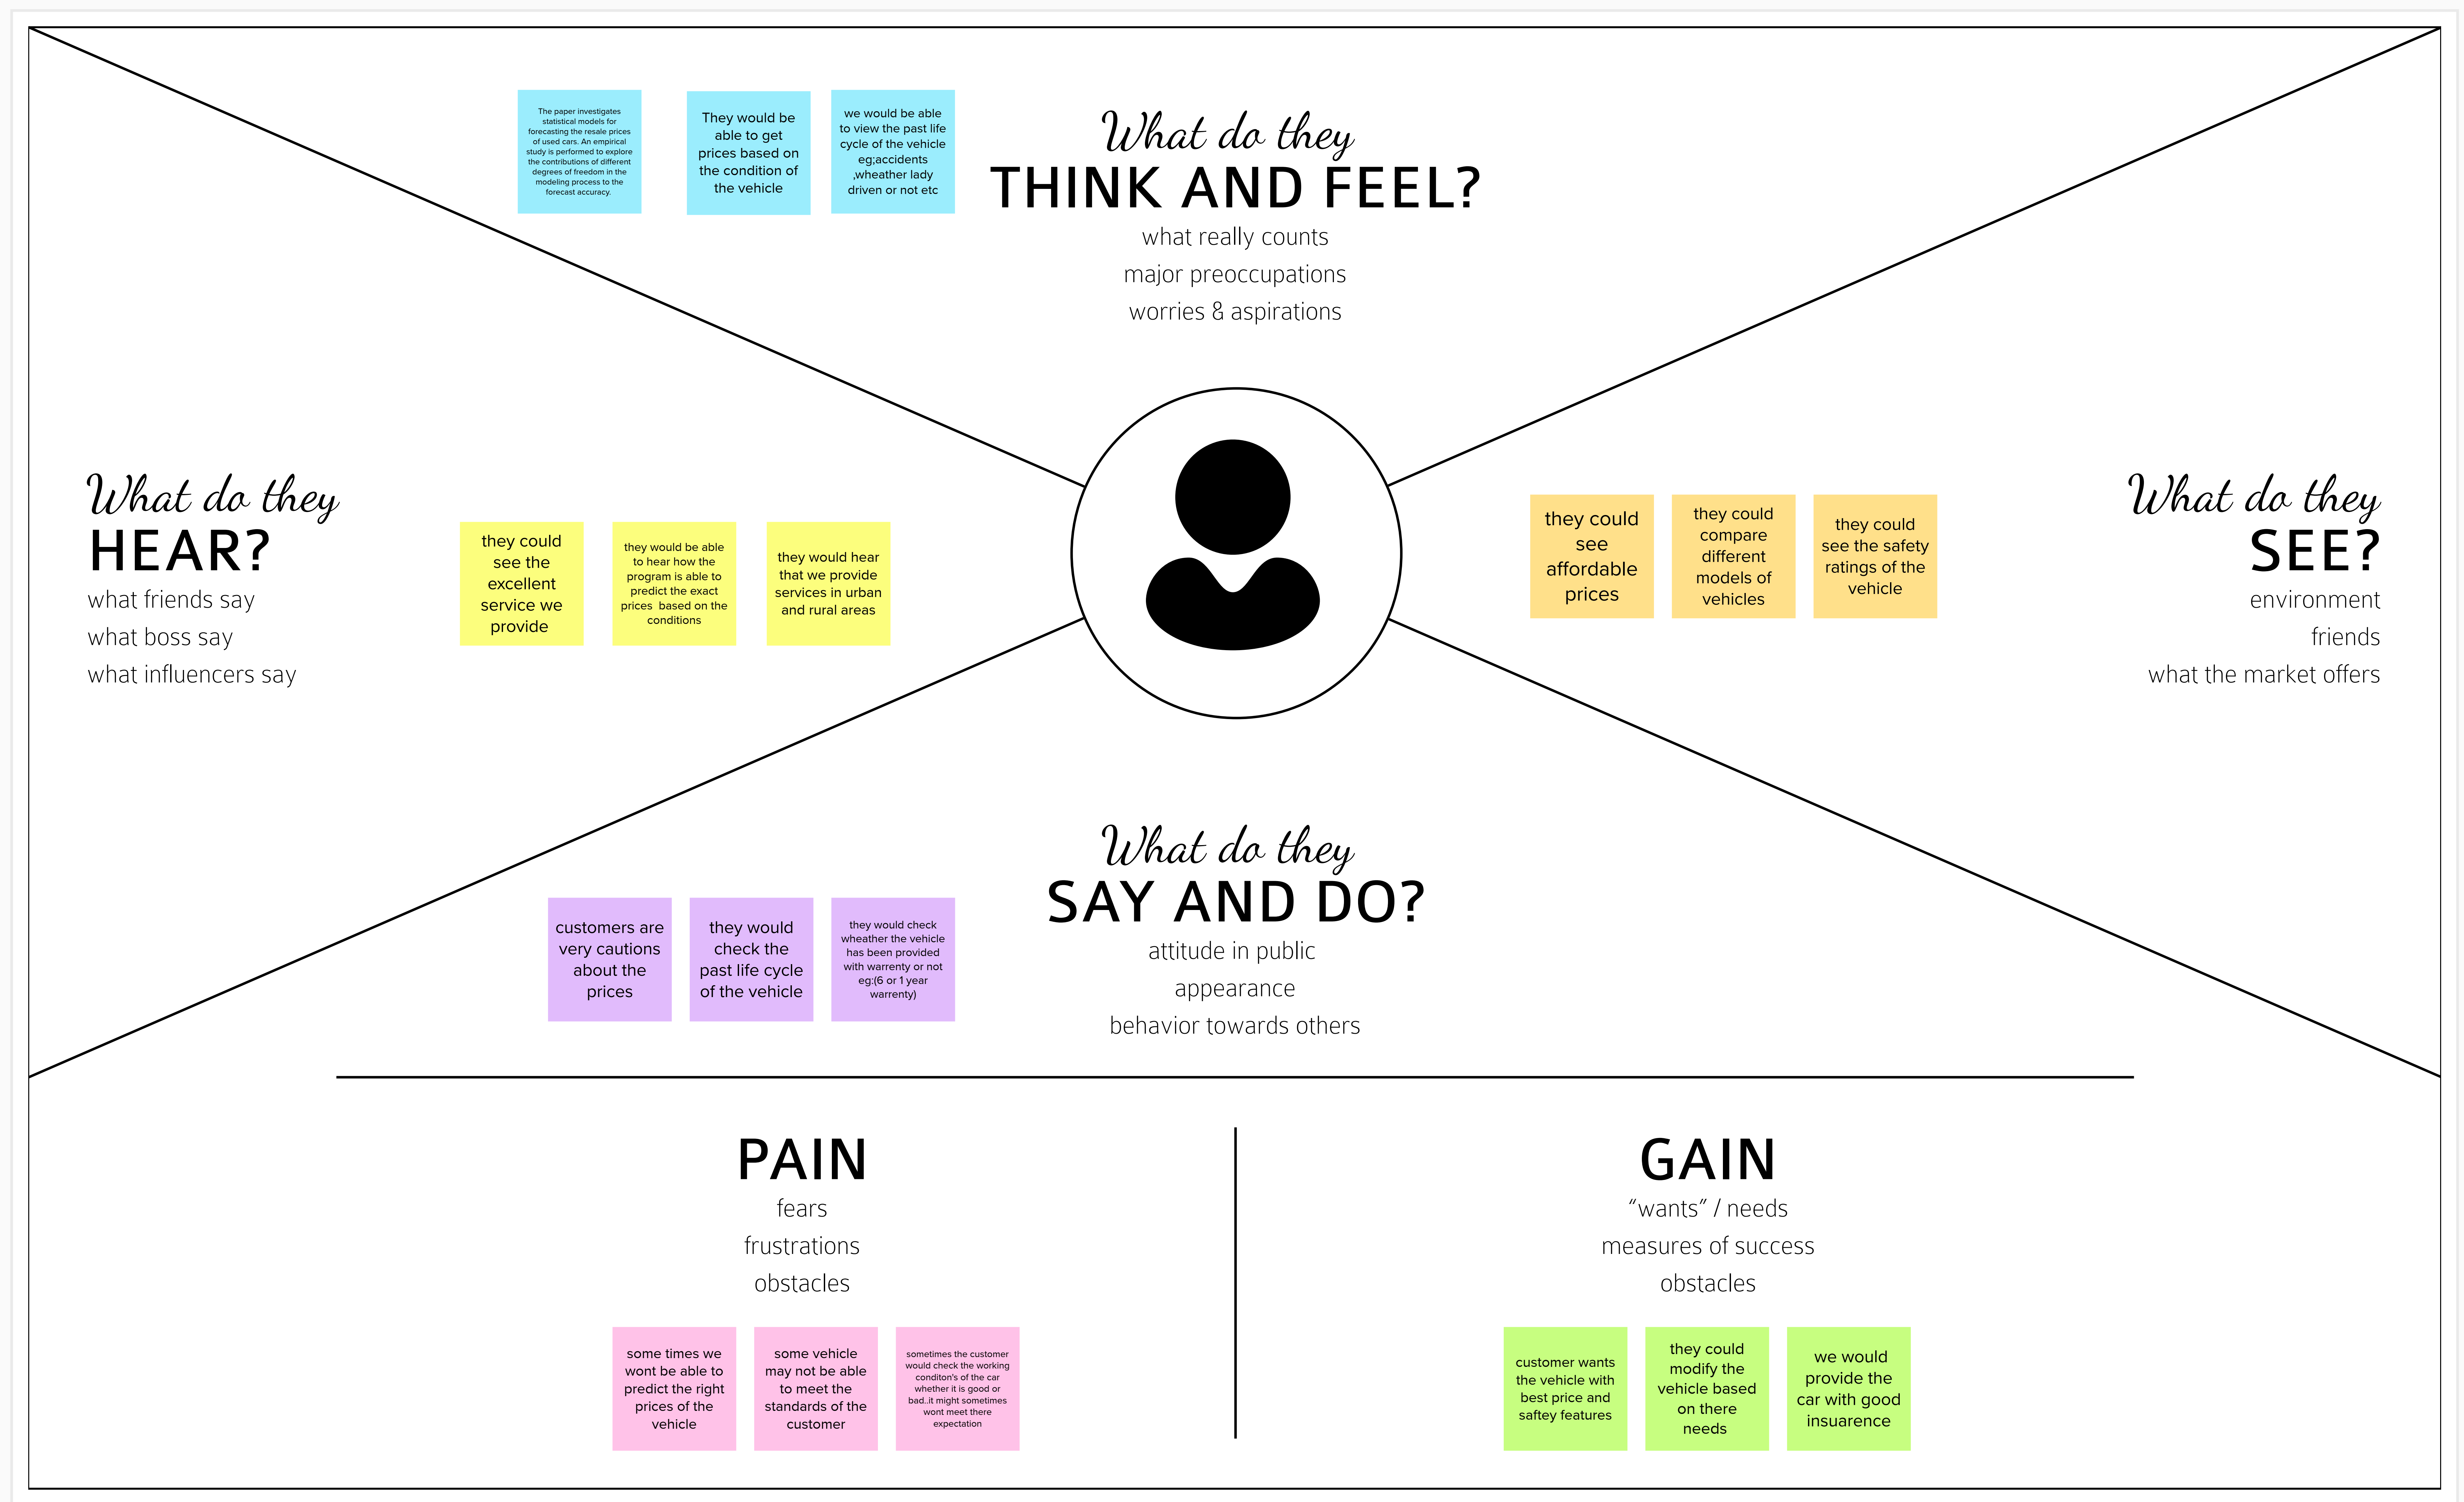 The paper investigates
statistical models for
forecasting the resale prices
of used cars. An empirical
study is performed to explore
the contributions of different
degrees of freedom in the
modeling process to the
forecast accuracy.
They would be
able to get
prices based on
the condition of
the vehicle
we would be able
to view the past life
cycle of the vehicle
eg;accidents
,wheather lady
driven or not etc
What do they
THINK AND FEEL?
what really counts
major preoccupations
worries & aspirations
What do they
HEAR?
what friends say
what boss say
what influencers say
they could
see the
excellent
service we
provide
they would be able
to hear how the
program is able to
predict the exact
prices based on the
conditions
they would hear
that we provide
services in urban
and rural areas
they could
see
affordable
prices
they could
compare
different
models of
vehicles
they could
see the safety
ratings of the
vehicle
What do they
SEE?
environment
friends
what the market offers
What do they
SAY AND DO?
attitude in public
appearance
behavior towards others
customers are
very cautions
about the
prices
they would
check the
past life cycle
of the vehicle
they would check
wheather the vehicle
has been provided
with warrenty or not
eg:(6 or 1 year
warrenty)
PAIN
fears
frustrations
obstacles
some times we
wont be able to
predict the right
prices of the
vehicle
some vehicle
may not be able
to meet the
standards of the
customer
sometimes the customer
would check the working
conditon's of the car
whether it is good or
bad..it might sometimes
wont meet there
expectation
GAIN
“wants” / needs
measures of success
obstacles
customer wants
the vehicle with
best price and
saftey features
they could
modify the
vehicle based
on there
needs
we would
provide the
car with good
insuarence